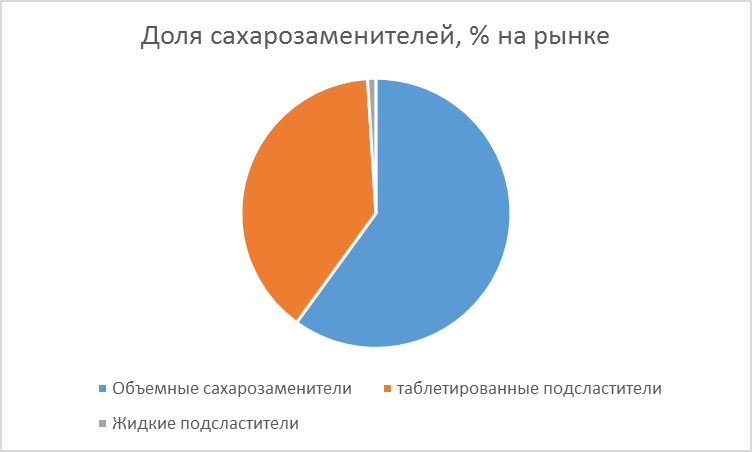 Доля сахарозаменителей, % на рынке
Объемные сахарозаменители
таблетированные подсластители
Жидкие подсластители